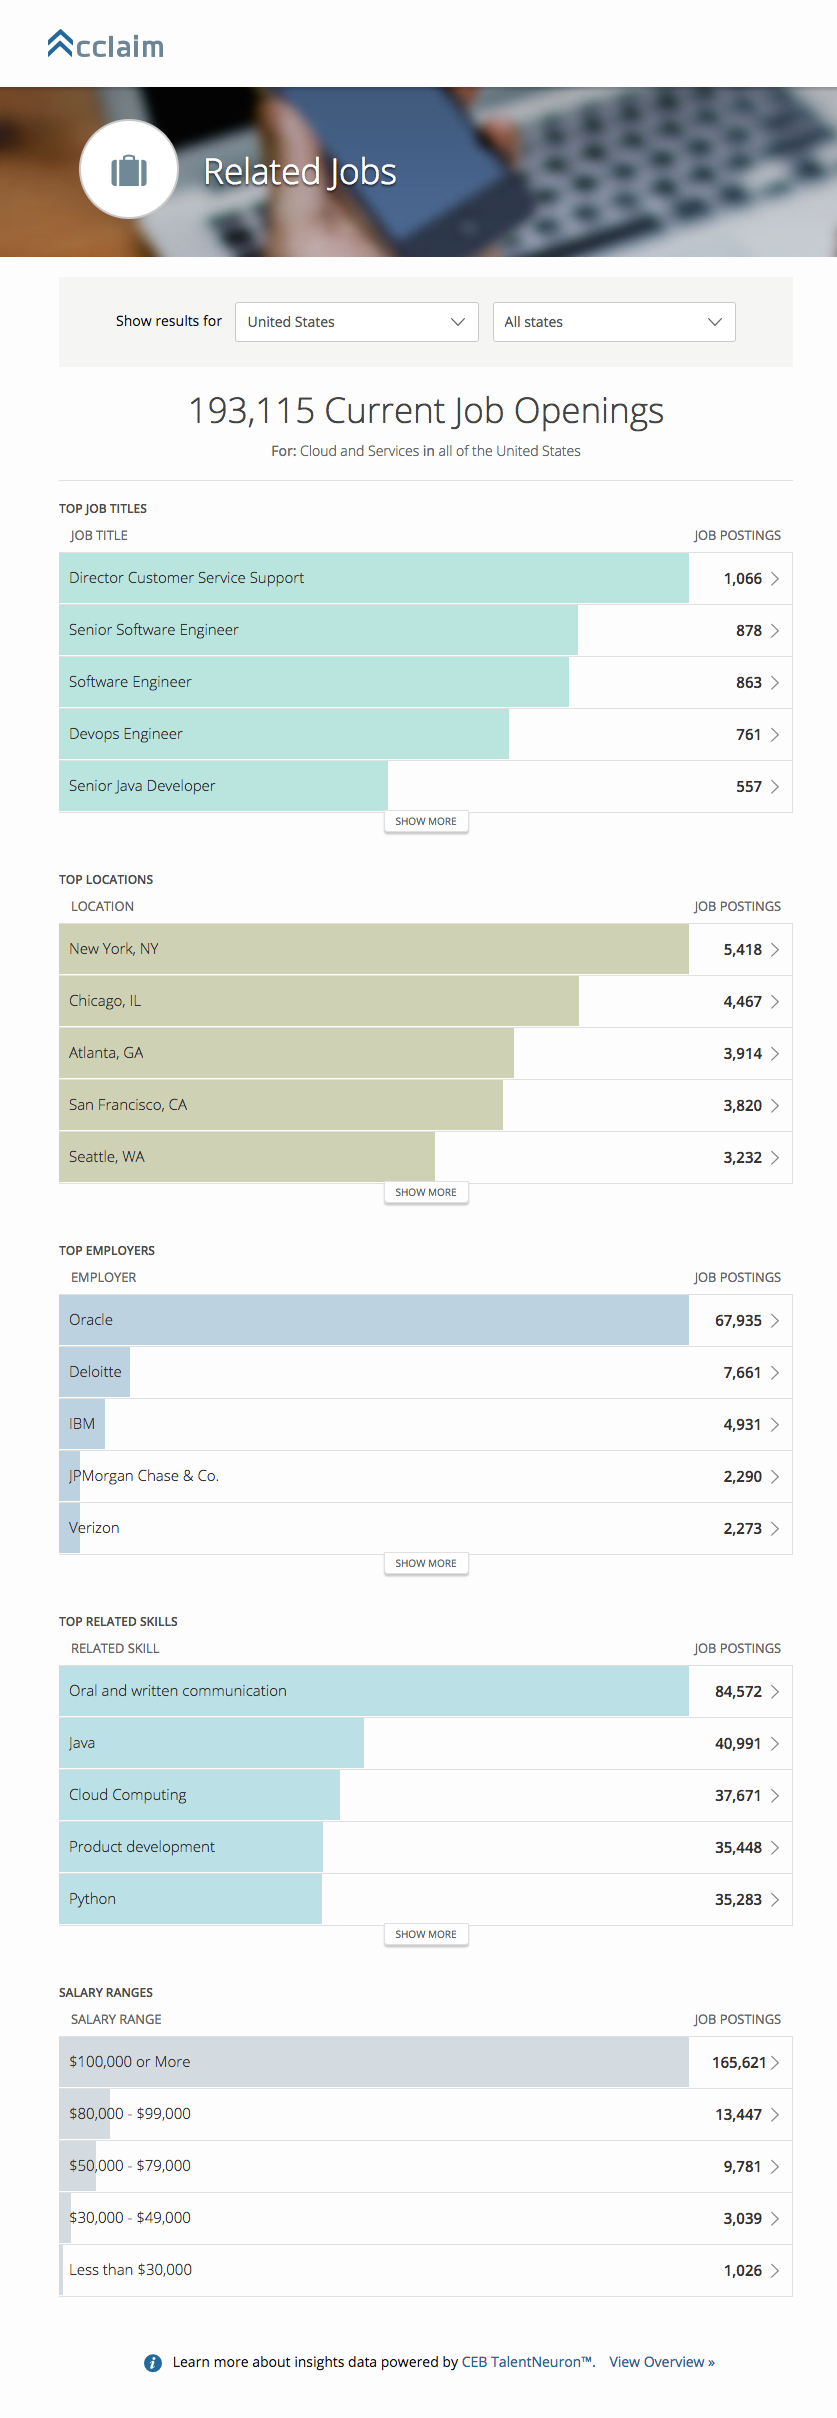 cclaim
Related Jobs
Show results for United States All states
193,115 Current Job Openings
For: Cloud and Services in all of the United States
TOP JOB TITLES
JOB TITLE JOB POSTINGS
Director Customer Service Support 1,066
Senior Software Engineer 878
Software Engineer 863
Devops Engineer 761
Senior Java Developer 557
SHOW MORE
TOP LOCATIONS
LOCATION JOB POSTINGS
New York, NY 5,418
Chicago, IL 4,467
Atlanta, GA 3,914
San Francisco, CA 3,820
Seattle, WA 3,232
SHOW MORE
TOP EMPLOYERS
EMPLOYER JOB POSTINGS
Oracle 67,935
Deloitte 7,661
IBM 4,931
JPMorgan Chase & Co. 2,290
Verizon 2,273
SHOW MORE
TOP RELATED SKILLS
RELATED SKILL JOB POSTINGS
Oral and written communication 84,572
Java 40,991
Cloud Computing 37,671
Product development 35,448
Python 35,283
SHOW MORE
SALARY RANGES
SALARY RANGE JOB POSTINGS
$100,000 or More 165,621
$80,000 - $99,000 13,447
$50,000 - $79,000 9,781
$30,000 - $49,000 3,039
Less than $30,000 1,026
Learn more about insights data powered by CEB TalentNeuron™. View Overview »